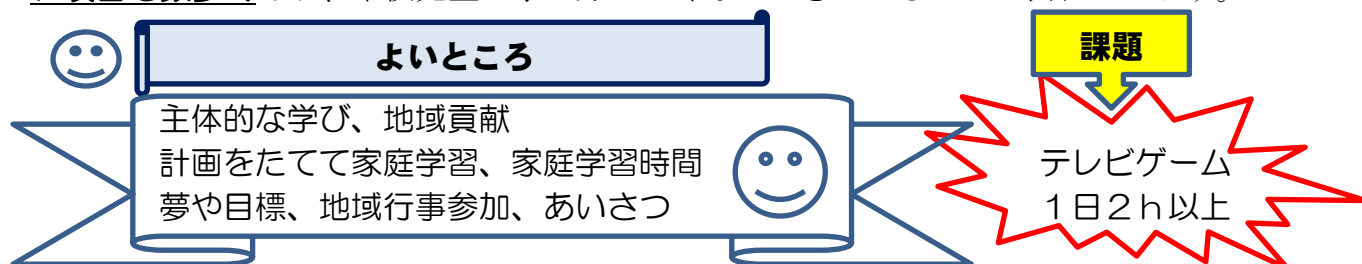 よいところ
課題
主体的な学び、地域貢献
計画をたてて家庭学習、家庭学習時間
夢や目標、地域行事参加、あいさつ
テレビゲーム
1日2h以上